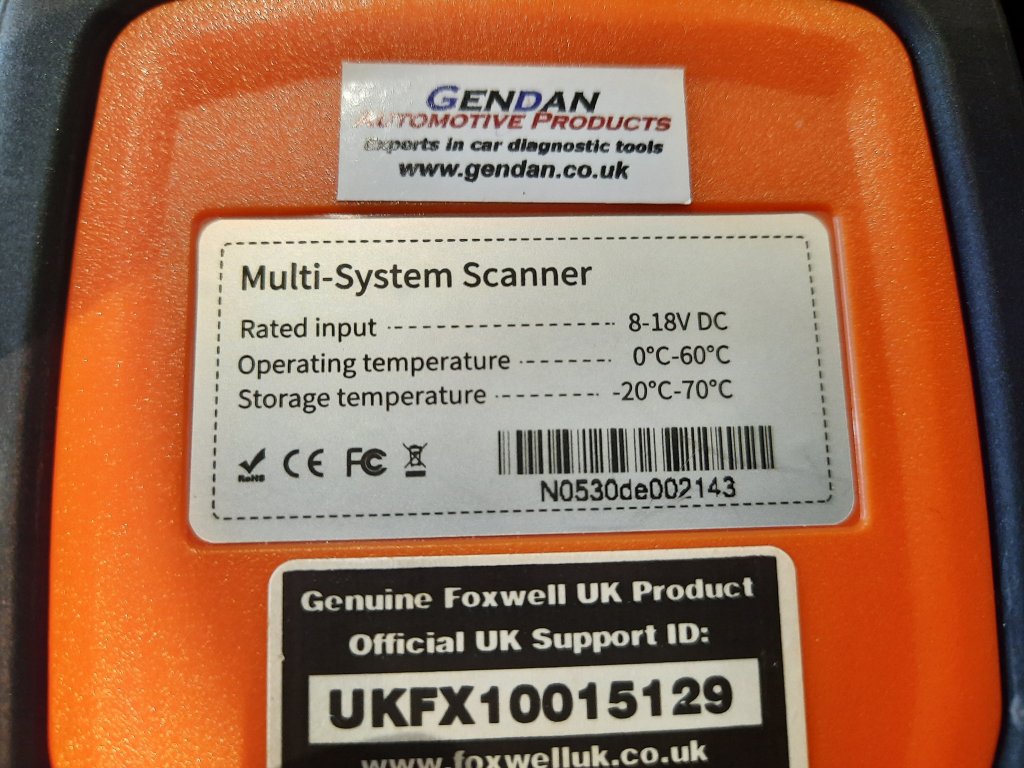 GENDAN
AUTOMOTIVE PRODUCTS
Experts in car diagnostic tools
www.gendan.co.uk
Multi-System Scanner
Rated input 8-18V DC
Operating temperature 0°C-60°C
Storage temperature -20°C-70°C
RoHS CE FC
N0530de002143
Genuine Foxwell UK Product
Official UK Support ID:
UKFX10015129
www.foxwelluk.co.uk